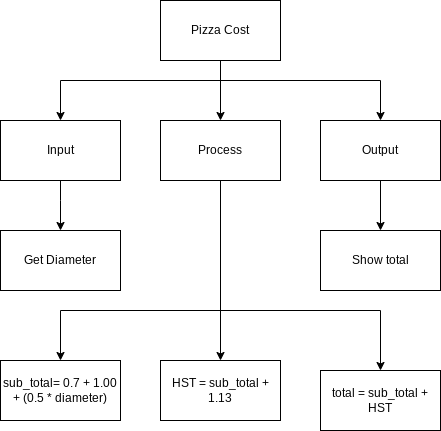 Pizza Cost
Input
Process
Output
Get Diameter
Show total
sub_total= 0.7 + 1.00
+ (0.5 * diameter)
HST = sub_total +
1.13
total = sub_total +
HST